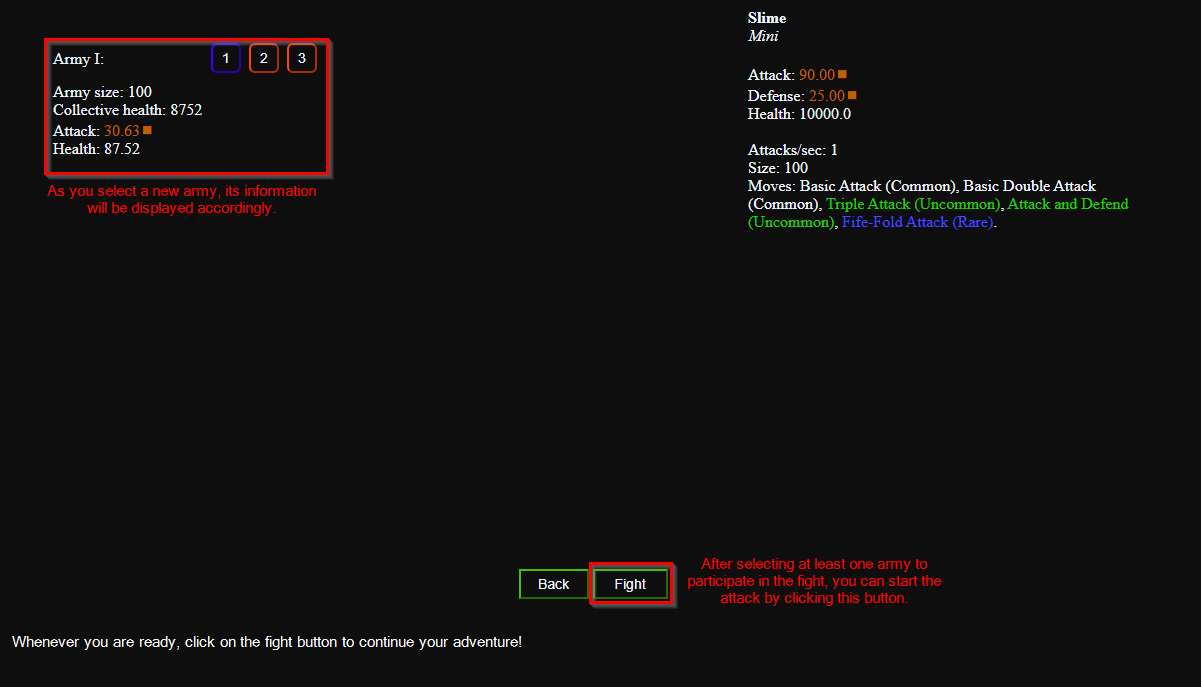 Army I:
1
2
3
Army size: 100
Collective health: 8752
Attack: 30.63
Health: 87.52
As you select a new army, its information
will be displayed accordingly.
Slime
Mini
Attack: 90.00
Defense: 25.00
Health: 10000.0
Attacks/sec: 1
Size: 100
Moves: Basic Attack (Common), Basic Double Attack
(Common), Triple Attack (Uncommon), Attack and Defend
(Uncommon), Fife-Fold Attack (Rare).
Back
Fight
After selecting at least one army to
participate in the fight, you can start the
attack by clicking this button.
Whenever you are ready, click on the fight button to continue your adventure!